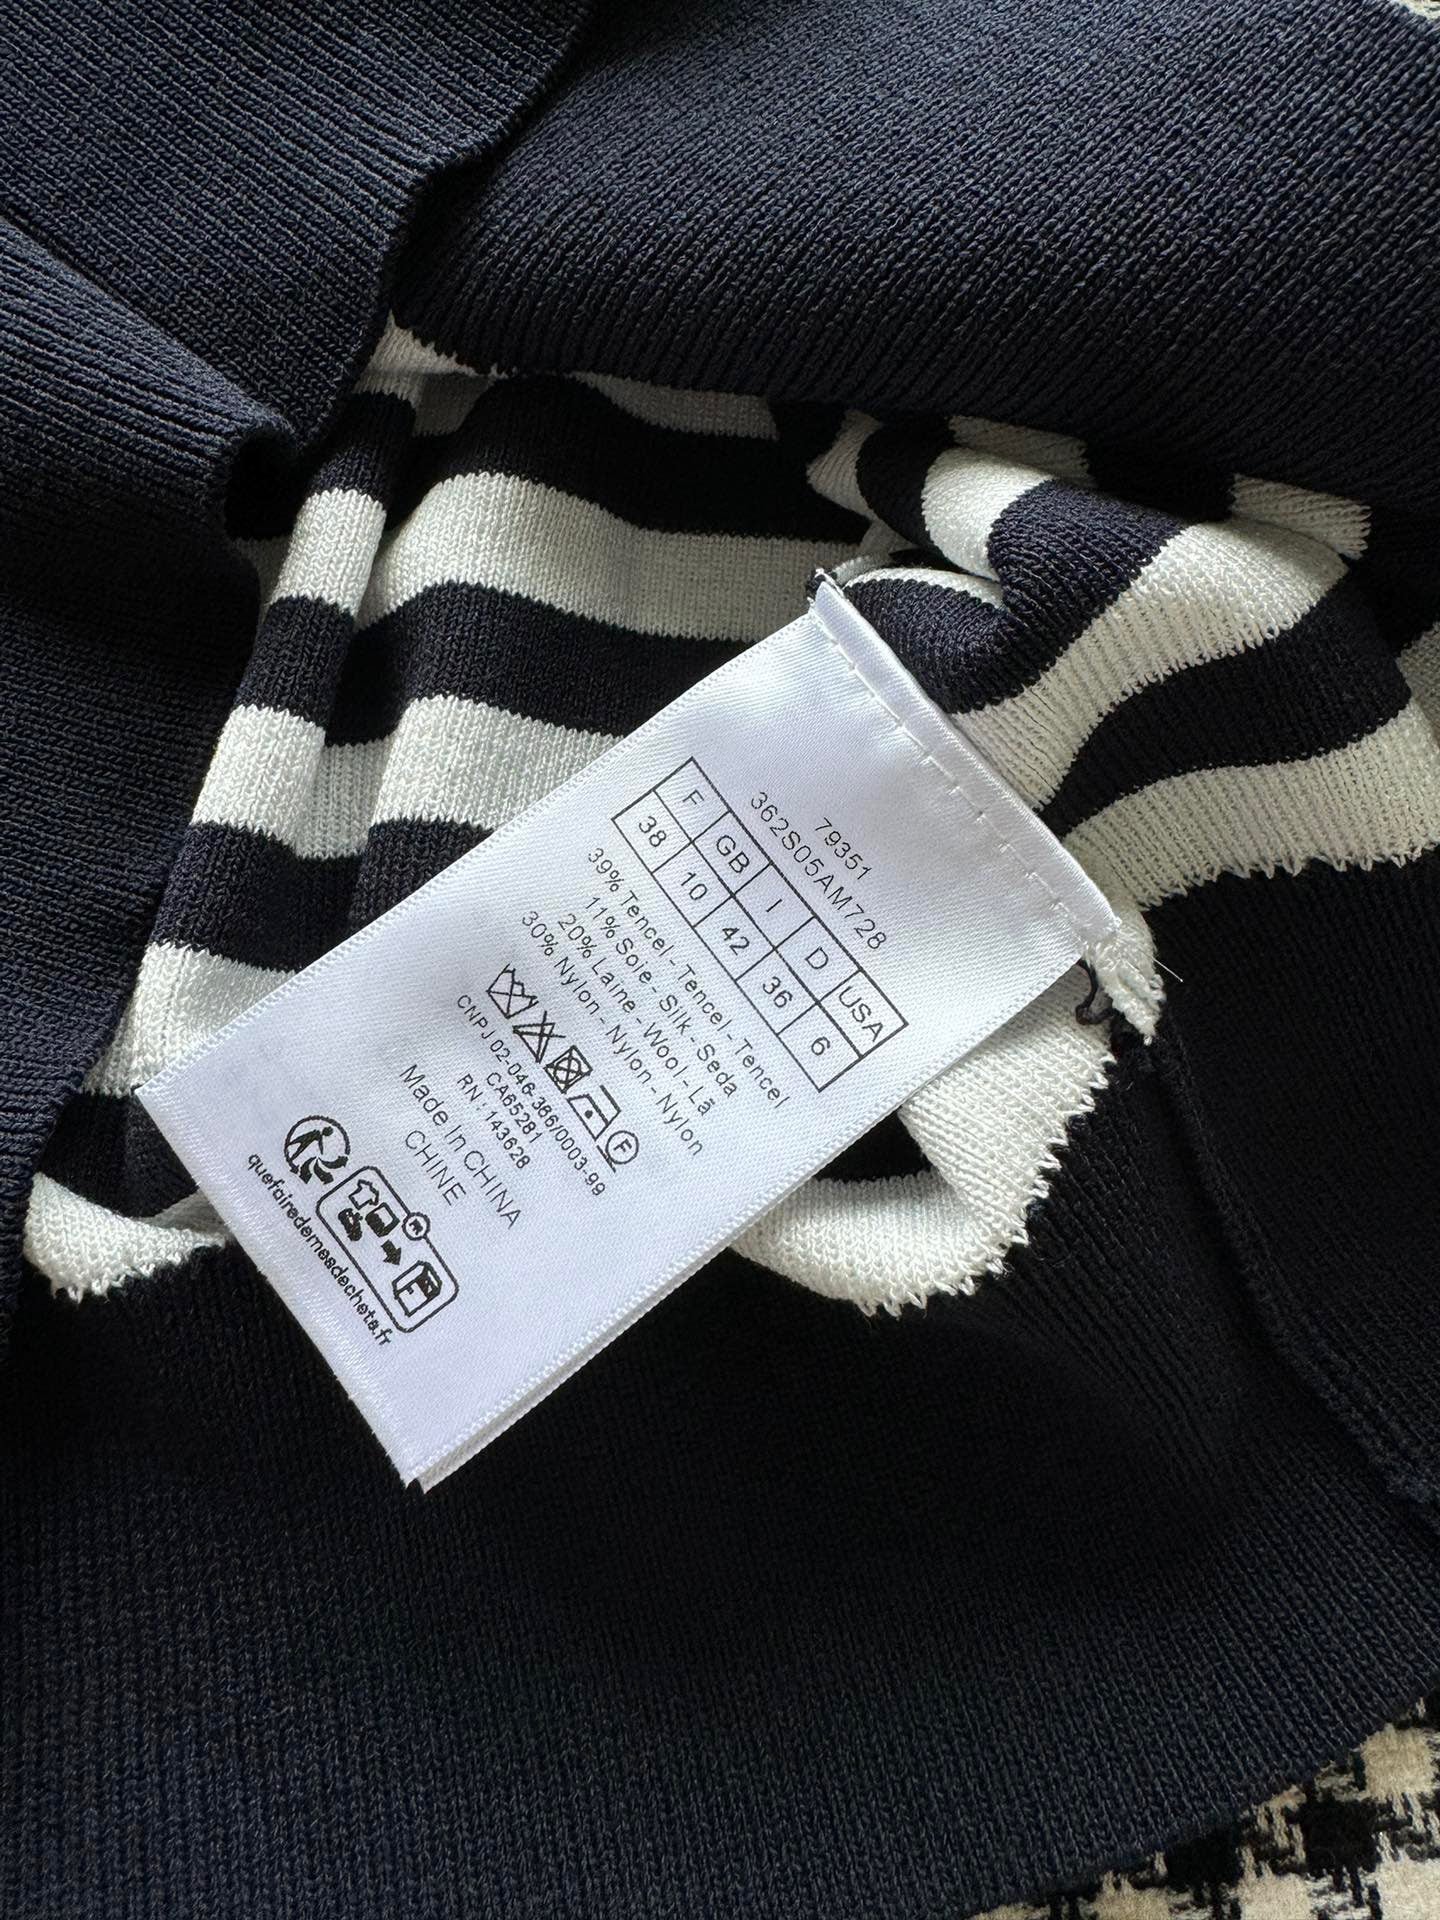 79351
362S05AM728
F GB I D USA
38 10 42 36 6
39% Tencel - Tencel - Tencel
11% Soie - Silk - Seda
20% Laine - Wool - Lã
30% Nylon - Nylon - Nylon
F
CNPJ 02-046-366/0003-99
CA65281
RN : 143628
Made In CHINA
CHINE
FR
quefairedemesdechets.fr